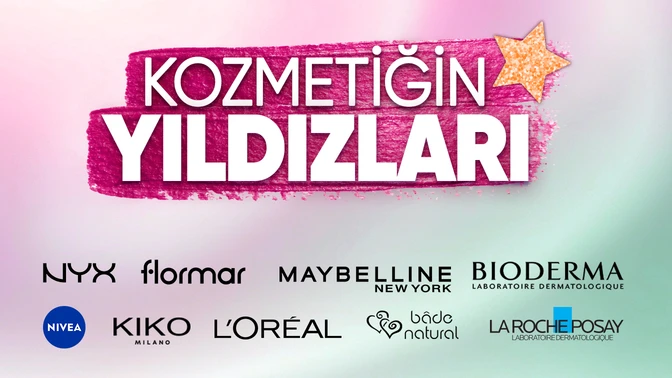 KOZMETİĞİN
YILDIZLARI
NYX flormar MAYBELLINE NEW YORK BIODERMA LABORATOIRE DERMATOLOGIQUE
NIVEA KIKO MILANO L'ORÉAL bâde natural LA ROCHE POSAY LABORATOIRE DERMATOLOGIQUE